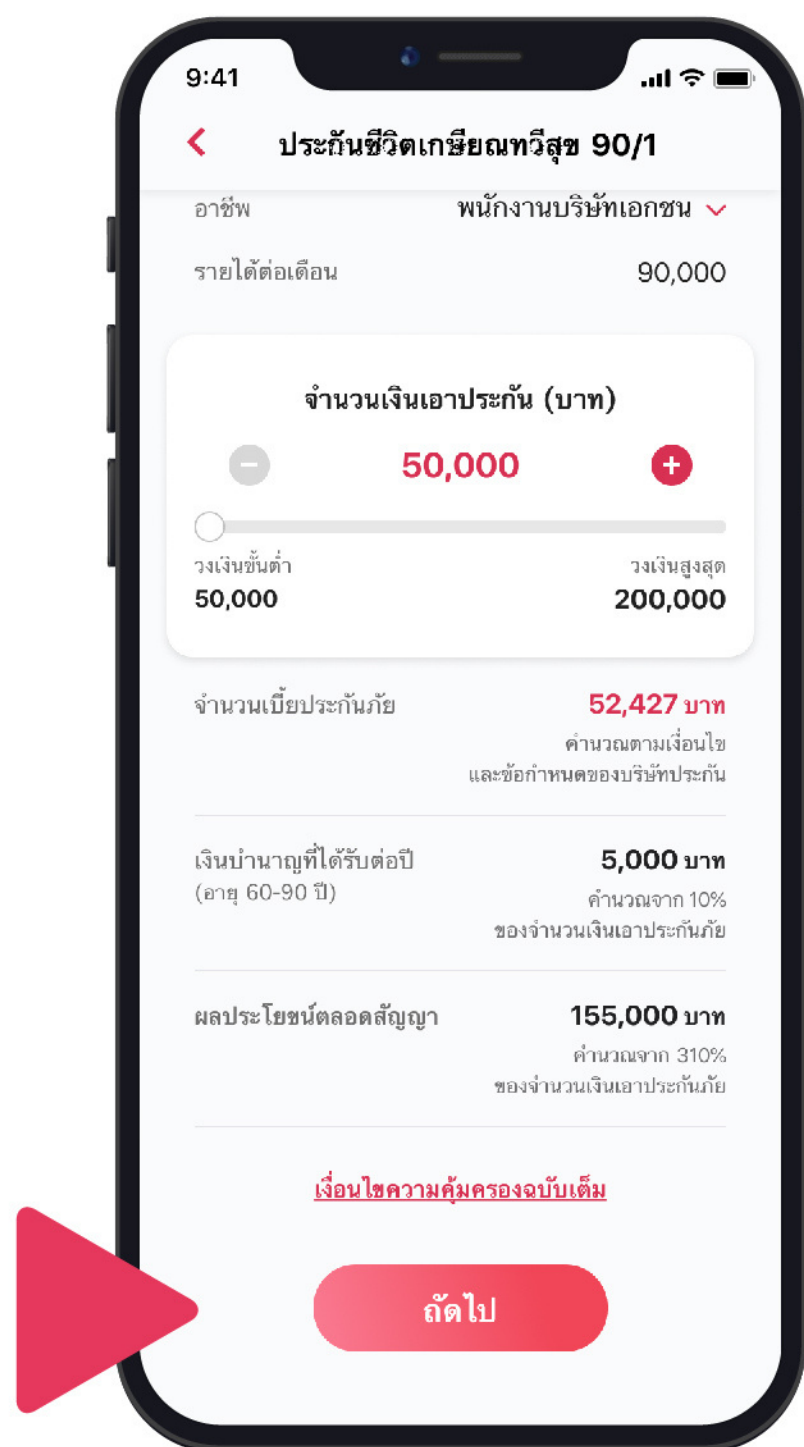 9:41
ประกันชีวิตเกษียณทวีสุข 90/1
อาชีพ พนักงานบริษัทเอกชน
รายได้ต่อเดือน 90,000
จำนวนเงินเอาประกัน (บาท)
50,000
วงเงินขั้นต่ำ วงเงินสูงสุด
50,000 200,000
จำนวนเบี้ยประกันภัย 52,427 บาท
คำนวณตามเงื่อนไข
และข้อกำหนดของบริษัทประกัน
เงินบำนาญที่ได้รับต่อปี 5,000 บาท
(อายุ 60-90 ปี) คำนวณจาก 10%
ของจำนวนเงินเอาประกันภัย
ผลประโยชน์ตลอดสัญญา 155,000 บาท
คำนวณจาก 310%
ของจำนวนเงินเอาประกันภัย
เงื่อนไขความคุ้มครองฉบับเต็ม
ถัดไป